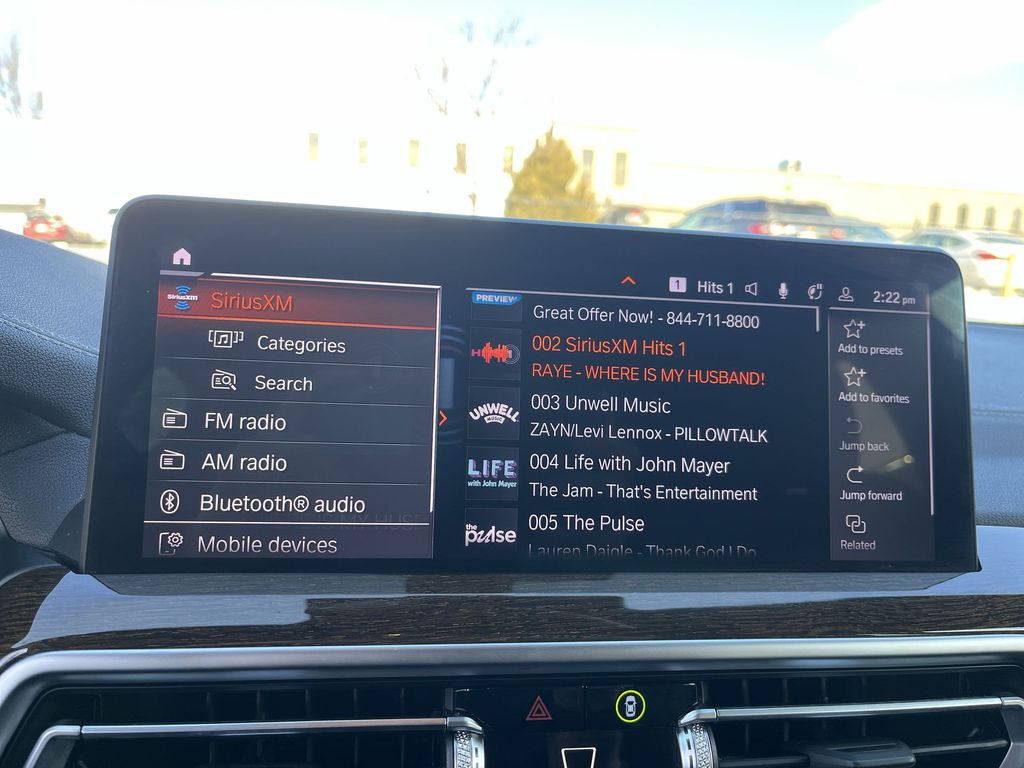 1 Hits 1 2:22 pm
SiriusXM SiriusXM
Categories
Search
FM radio
AM radio
Bluetooth® audio
Mobile devices
PREVIEW
Great Offer Now! - 844-711-8800
002 SiriusXM Hits 1
RAYE - WHERE IS MY HUSBAND!
UNWELL MUSIC
003 Unwell Music
ZAYN/Levi Lennox - PILLOWTALK
LIFE with John Mayer
004 Life with John Mayer
The Jam - That's Entertainment
the pulse
005 The Pulse
Lauren Daigle - Thank God I Do
Add to presets
Add to favorites
Jump back
Jump forward
Related